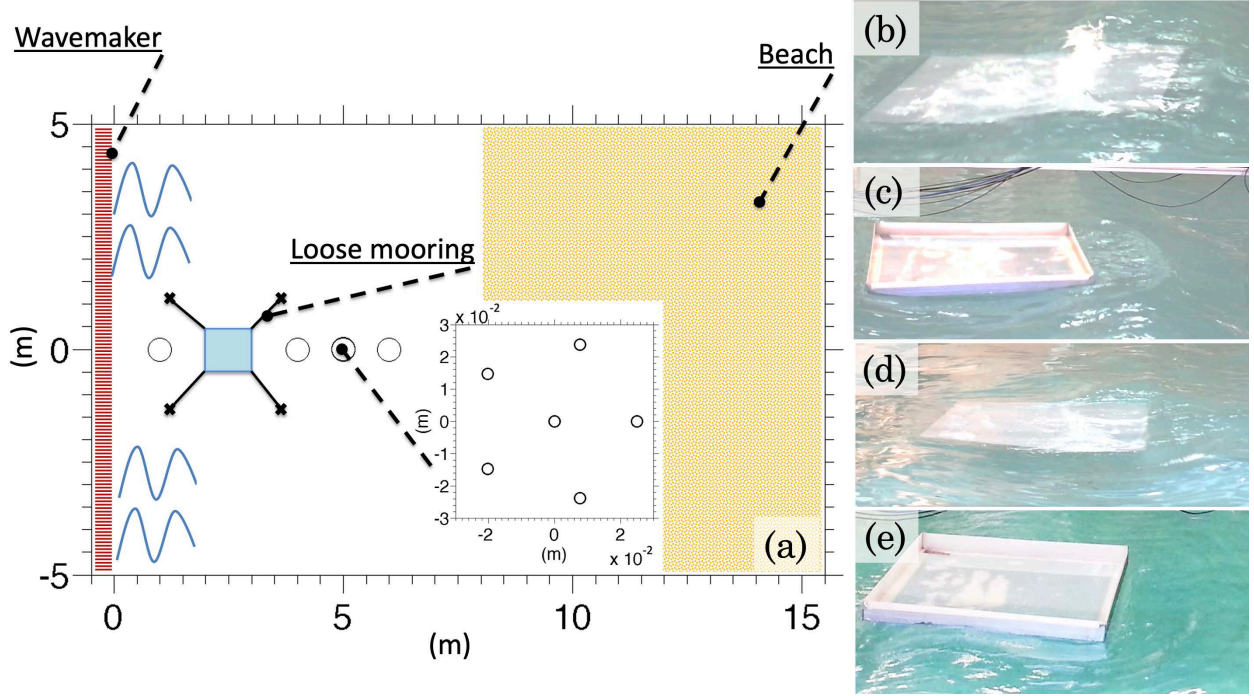 Wavemaker
Beach
(b)
5
(c)
Loose mooring
x 10⁻²
3
2
1
0
-1
-2
-3
(m)
-2
0
2
(m)
x 10⁻²
(m)
0
(d)
(a)
(e)
-5
0
5
10
15
(m)